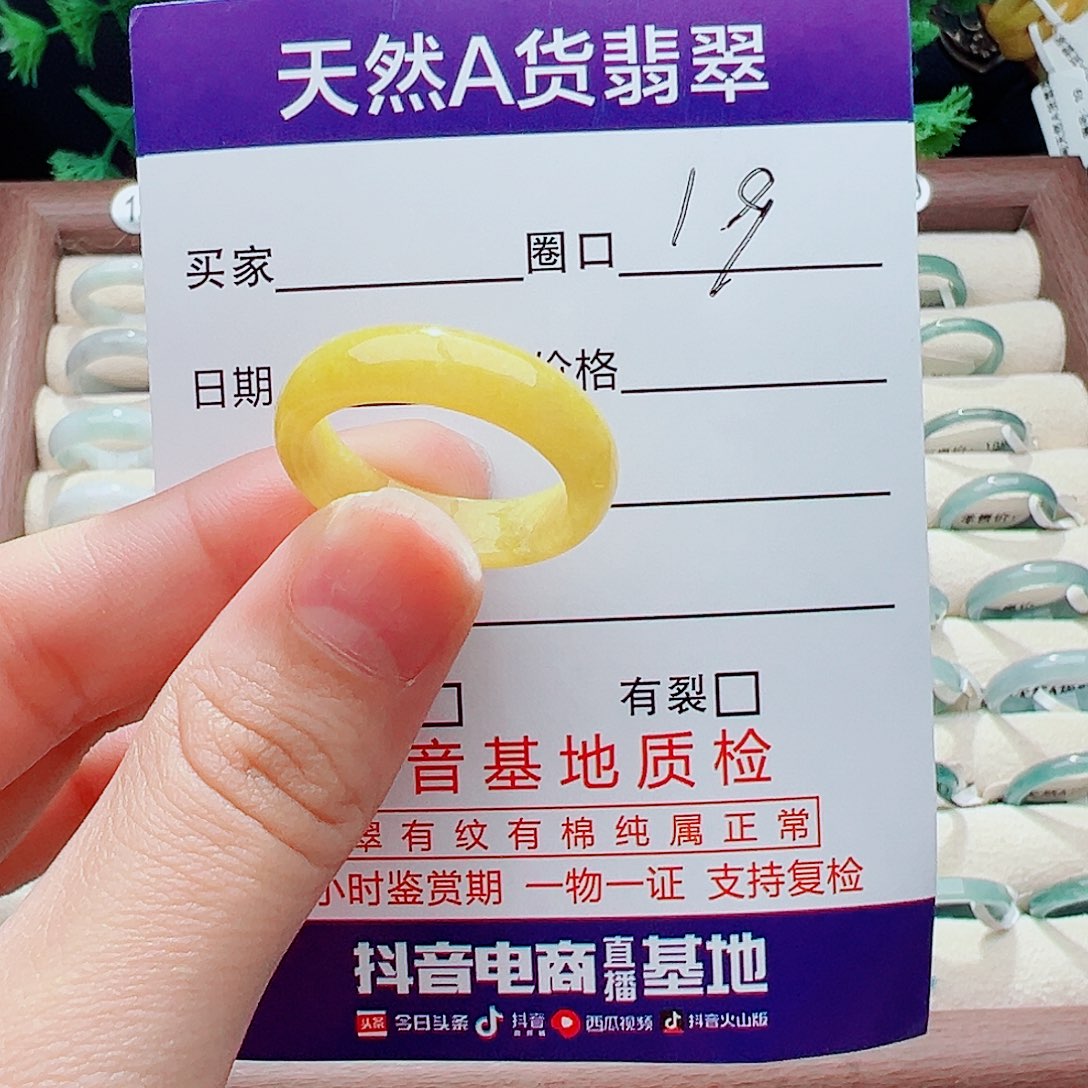 天然A货翡翠
买家 圈口 19
日期 价格
有裂
音基地质检
翠有纹有棉纯属正常
小时鉴赏期 一物一证 支持复检
抖音电商直播基地
头条 今日头条 抖音 西瓜视频 抖音火山版